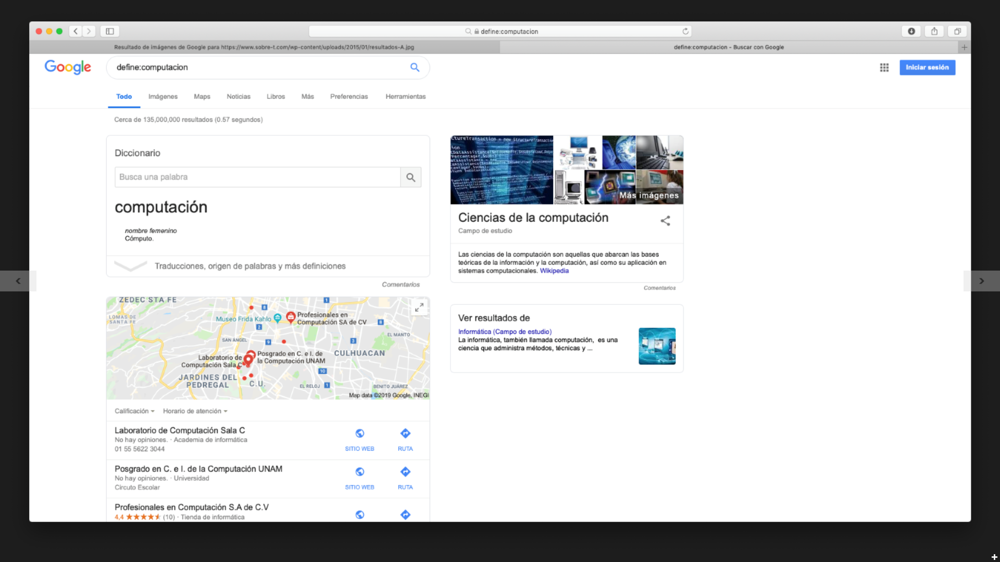 define:computacion
Resultado de imágenes de Google para https://www.sobre-t.com/wp-content/uploads/2015/01/resultados-A.jpg
define:computacion - Buscar con Google
Google
define:computacion
Iniciar sesión
Todo
Imágenes
Maps
Noticias
Libros
Más
Preferencias
Herramientas
Cerca de 135,000,000 resultados (0.57 segundos)
Diccionario
Busca una palabra
computación
nombre femenino
Cómputo.
Traducciones, origen de palabras y más definiciones
Comentarios
ZEDEC STA FE
LOMAS DE
SANTA FE
Museo Frida Kahlo
Profesionales en
Computación SA de CV
1
8
2
8
EL MANTO
SAN ÁNGEL
9
3
Laboratorio de
Computación Sala C
Posgrado en C. e I. de
la Computación UNAM
CULHUACAN
10
JARDINES DEL
PEDREGAL
C.U.
EL RELOJ
1
BENITO JUÁREZ
Map data ©2019 Google, INEGI
Calificación
Horario de atención
Laboratorio de Computación Sala C
No hay opiniones. · Academia de informática
01 55 5622 3044
SITIO WEB
RUTA
Posgrado en C. e I. de la Computación UNAM
No hay opiniones. · Universidad
Circuto Escolar
SITIO WEB
RUTA
Profesionales en Computación S.A de C.V
4,4 ★★★★★ (10) · Tienda de informática
Más imágenes
Ciencias de la computación
Campo de estudio
Las ciencias de la computación son aquellas que abarcan las bases
teóricas de la información y la computación, así como su aplicación en
sistemas computacionales. Wikipedia
Comentarios
Ver resultados de
Informática (Campo de estudio)
La informática, también llamada computación, es una
ciencia que administra métodos, técnicas y ...